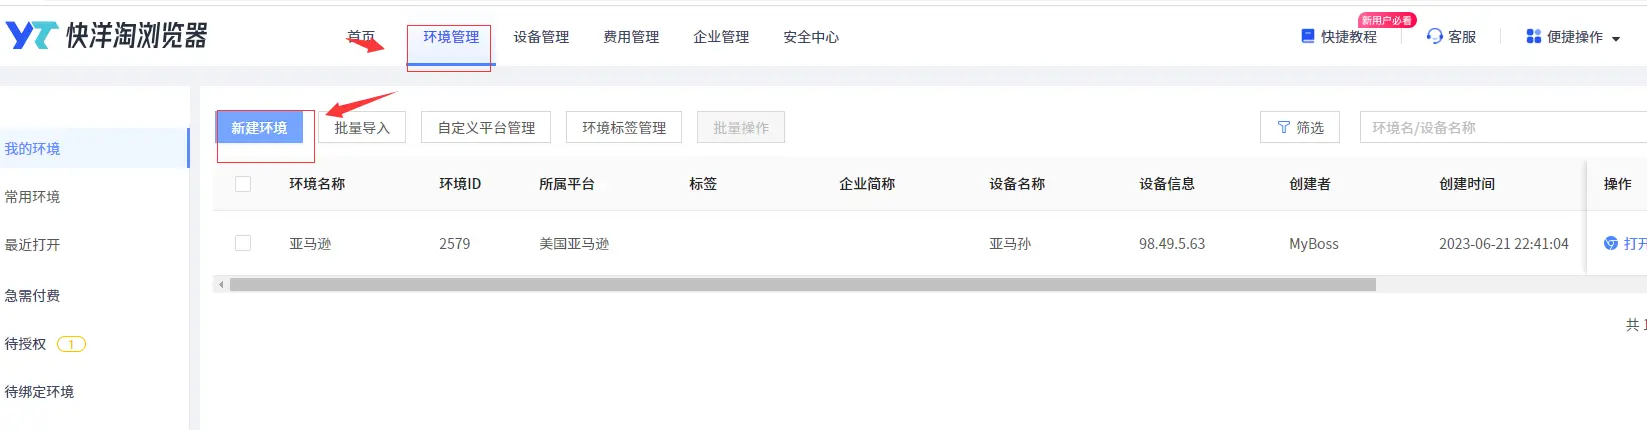 快洋淘浏览器
首页 环境管理 设备管理 费用管理 企业管理 安全中心 新用户必看 快捷教程 客服 便捷操作
新建环境 批量导入 自定义平台管理 环境标签管理 批量操作 筛选 环境名/设备名称
我的环境
常用环境
最近打开
急需付费
待授权 1
待绑定环境
环境名称 环境ID 所属平台 标签 企业简称 设备名称 设备信息 创建者 创建时间 操作
亚马逊 2579 美国亚马逊 亚马孙 98.49.5.63 MyBoss 2023-06-21 22:41:04 打开
共 1